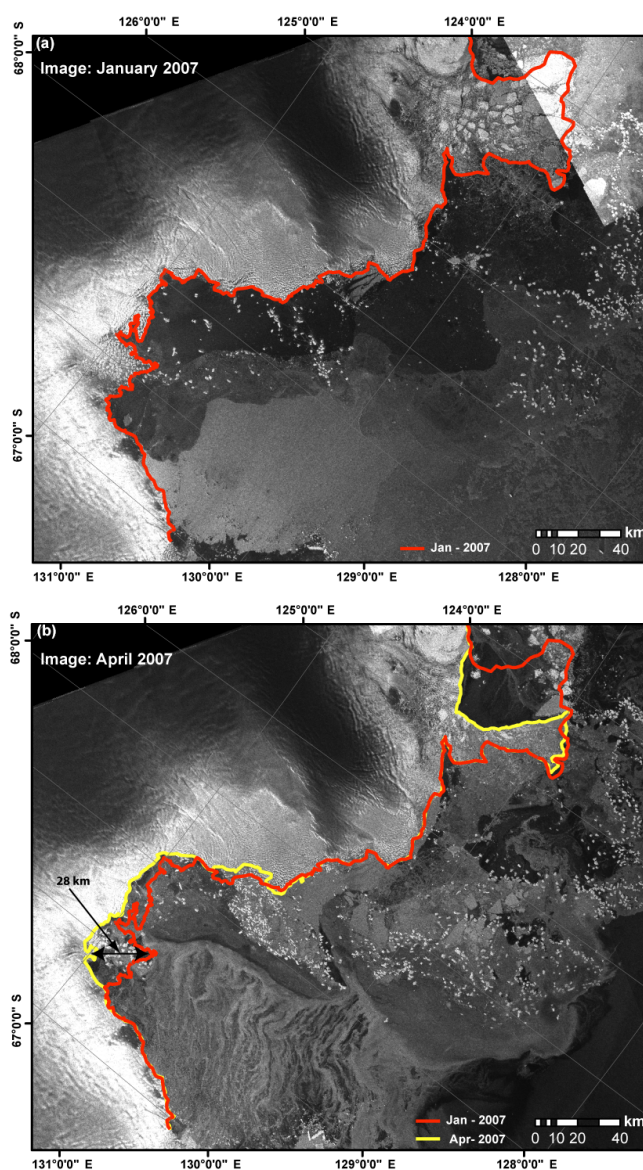 126°0'0" E
125°0'0" E
124°0'0" E
(a)
Image: January 2007
68°0'0" S
67°0'0" S
Jan - 2007
km
0 5 10 20 40
131°0'0" E
130°0'0" E
129°0'0" E
128°0'0" E
126°0'0" E
125°0'0" E
124°0'0" E
(b)
Image: April 2007
68°0'0" S
28 km
67°0'0" S
Jan - 2007
Apr- 2007
km
0 5 10 20 40
131°0'0" E
130°0'0" E
129°0'0" E
128°0'0" E